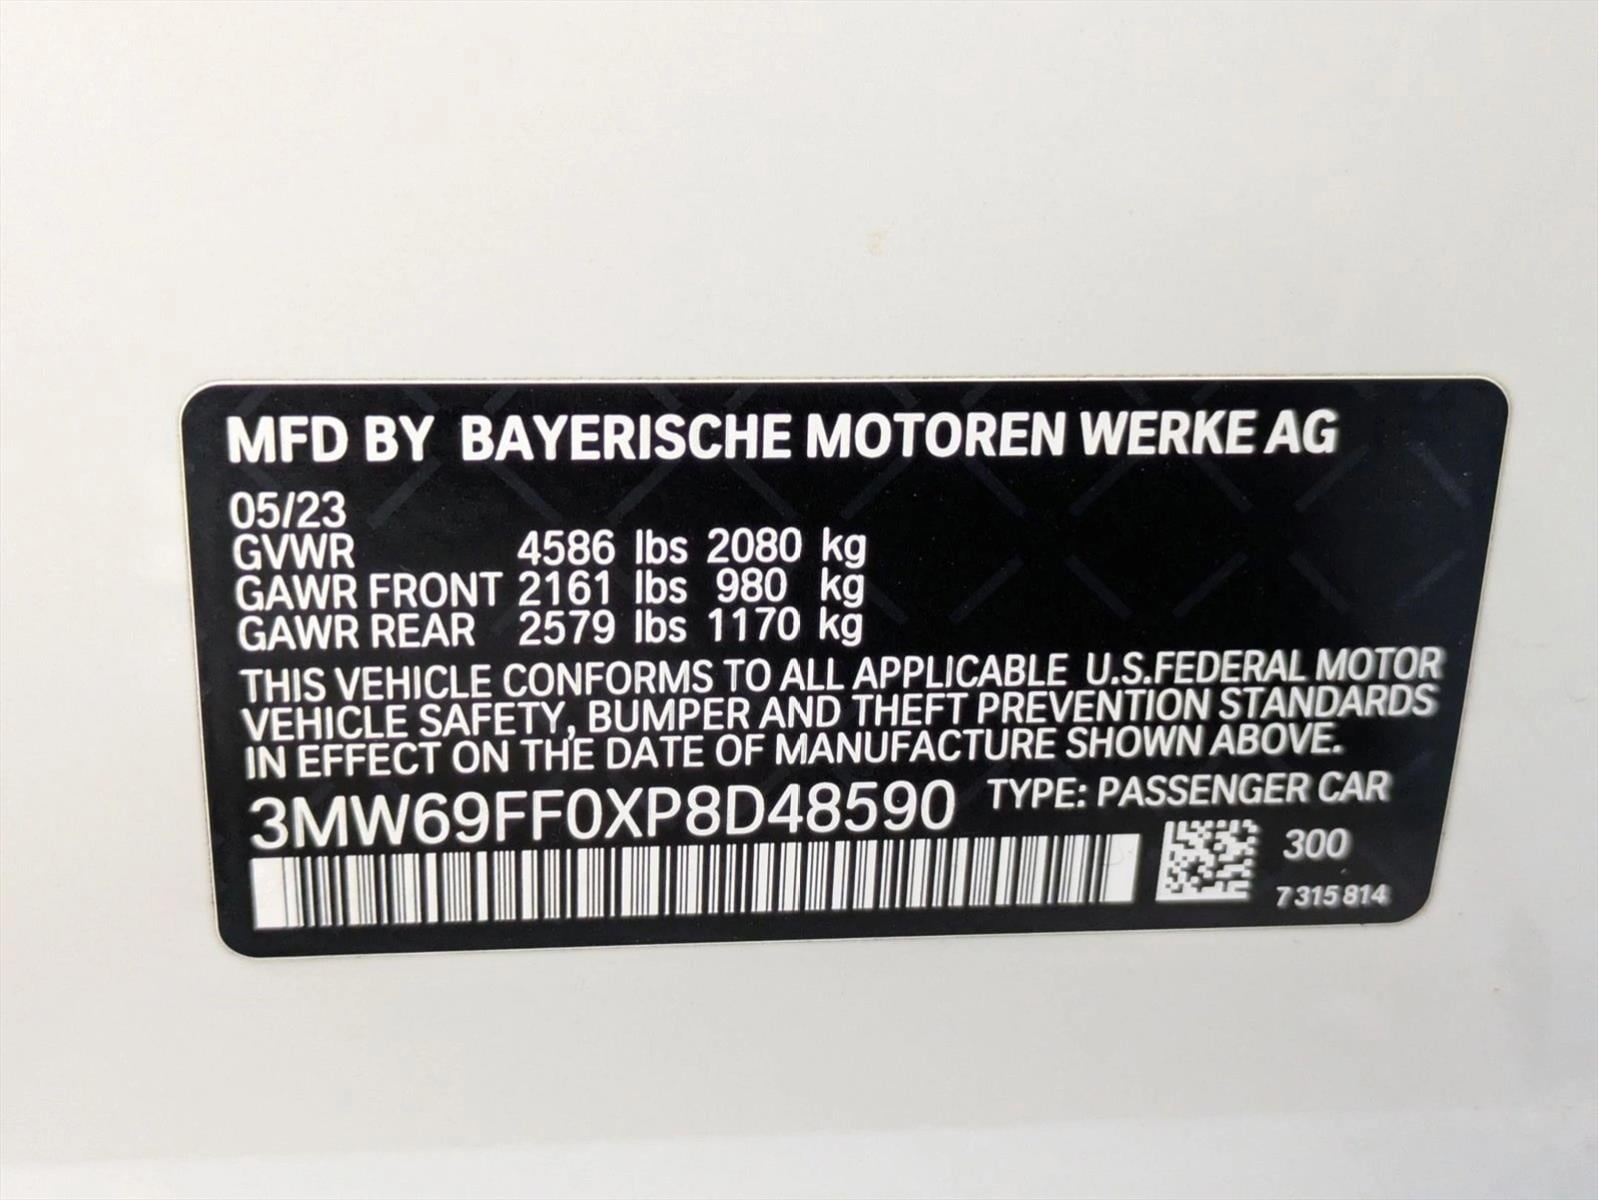 MFD BY BAYERISCHE MOTOREN WERKE AG
05/23
GVWR 4586 lbs 2080 kg
GAWR FRONT 2161 lbs 980 kg
GAWR REAR 2579 lbs 1170 kg
THIS VEHICLE CONFORMS TO ALL APPLICABLE U.S.FEDERAL MOTOR
VEHICLE SAFETY, BUMPER AND THEFT PREVENTION STANDARDS
IN EFFECT ON THE DATE OF MANUFACTURE SHOWN ABOVE.
3MW69FF0XP8D48590 TYPE: PASSENGER CAR
300
7 315 814